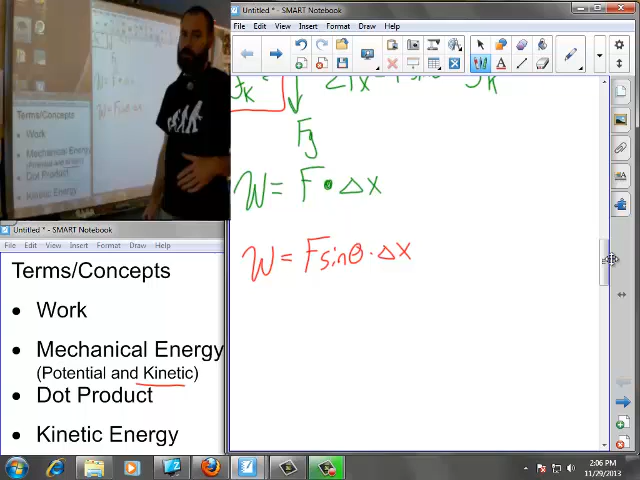 Untitled * - SMART Notebook
File Edit View Insert Format Draw Help
Fg
W = F • Δx
W = F sinθ · Δx
Untitled * - SMART Notebook
File Edit View Insert Format Draw Help
Terms/Concepts
• Work
• Mechanical Energy
(Potential and Kinetic)
• Dot Product
• Kinetic Energy
2:06 PM
11/29/2013